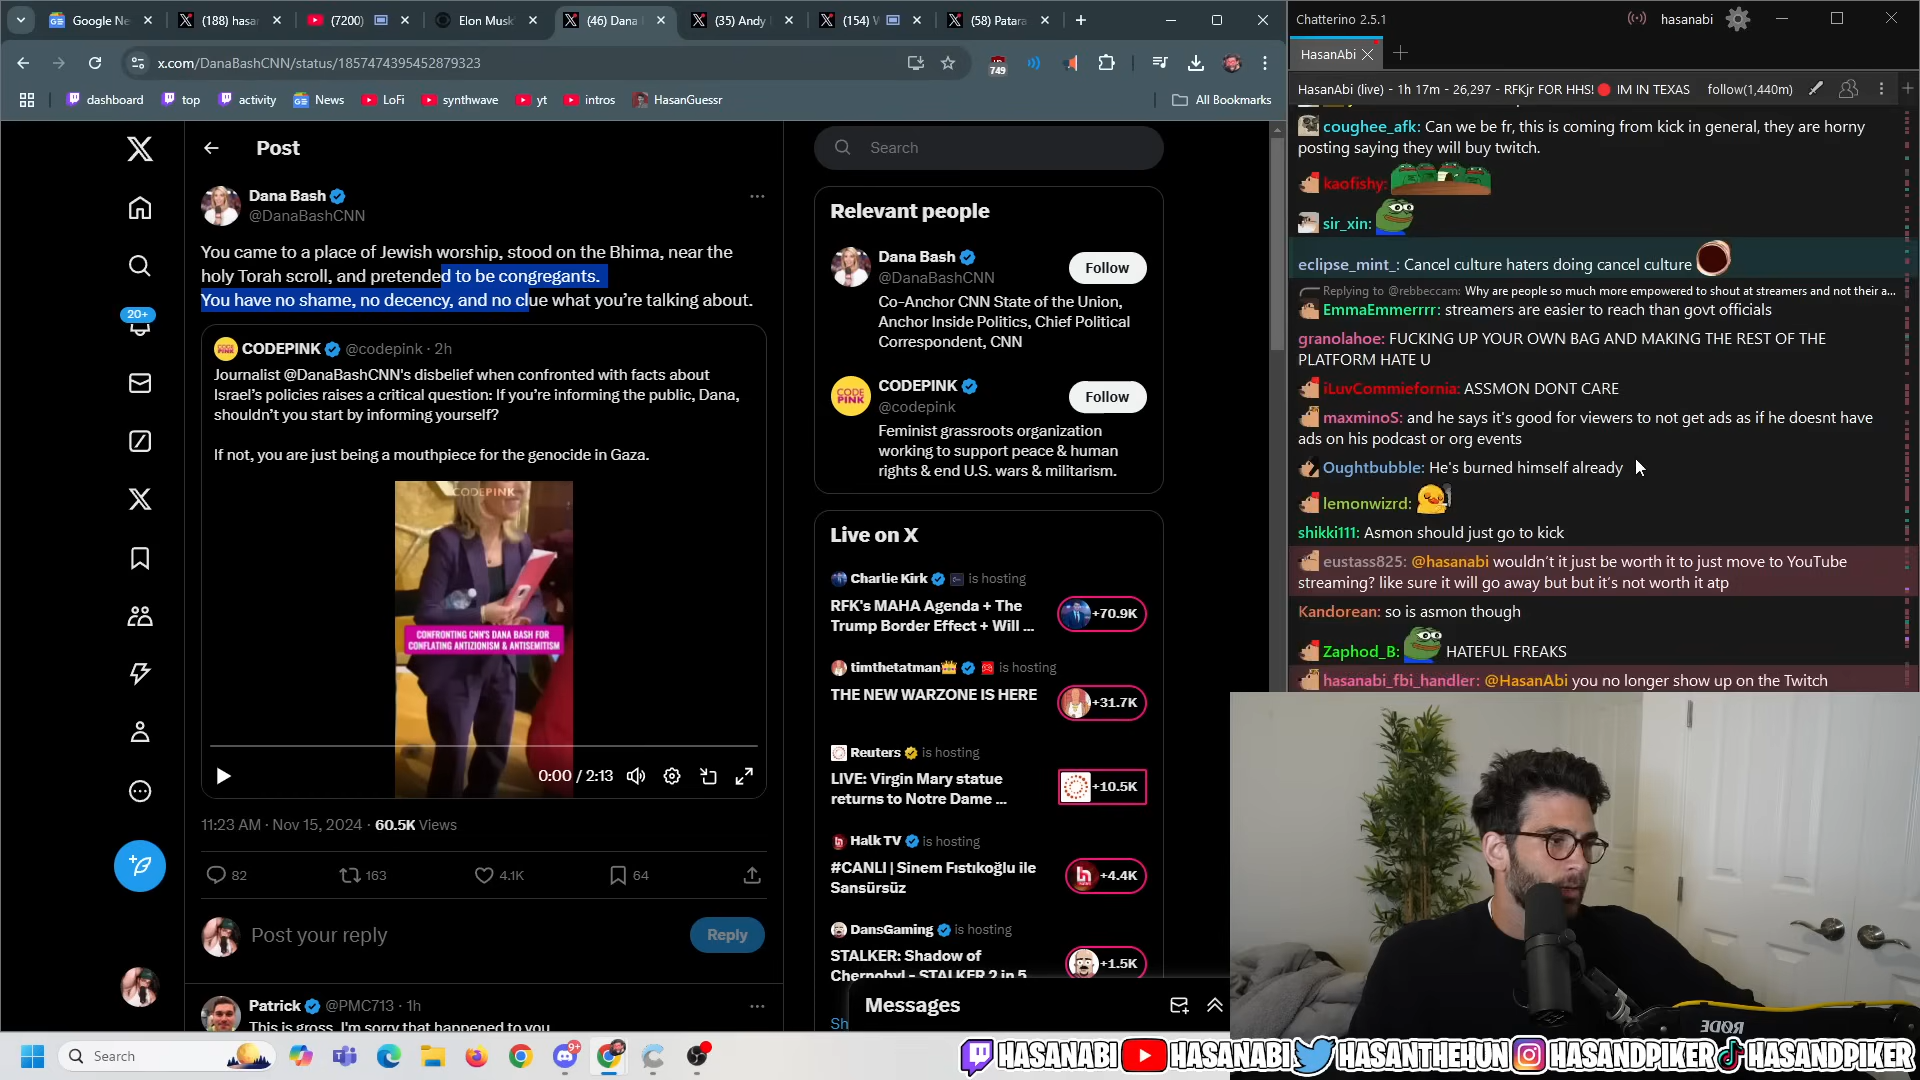 Google Ne
(188) hasan
(7200)
Elon Musk'
(46) Dana
(35) Andy
(154) W
(58) Patara
x.com/DanaBashCNN/status/1857474395452879323
749
dashboard
top
activity
News
LoFi
synthwave
yt
intros
HasanGuessr
All Bookmarks
Post
Dana Bash
@DanaBashCNN
You came to a place of Jewish worship, stood on the Bhima, near the
holy Torah scroll, and pretended to be congregants.
You have no shame, no decency, and no clue what you're talking about.
CODEPINK @codepink · 2h
Journalist @DanaBashCNN's disbelief when confronted with facts about
Israel's policies raises a critical question: If you're informing the public, Dana,
shouldn't you start by informing yourself?
If not, you are just being a mouthpiece for the genocide in Gaza.
CODEPINK
CONFRONTING CNN'S DANA BASH FOR
CONFLATING ANTIZIONISM & ANTISEMITISM
0:00 / 2:13
11:23 AM · Nov 15, 2024 · 60.5K Views
82
163
4.1K
64
Post your reply
Reply
Patrick @PMC713 · 1h
This is gross. I'm sorry that happened to you
20+
Search
Relevant people
Dana Bash
@DanaBashCNN
Follow
Co-Anchor CNN State of the Union,
Anchor Inside Politics, Chief Political
Correspondent, CNN
CODE
PINK
CODEPINK
@codepink
Follow
Feminist grassroots organization
working to support peace & human
rights & end U.S. wars & militarism.
Live on X
Charlie Kirk is hosting
RFK's MAHA Agenda + The
Trump Border Effect + Will ...
+70.9K
timthetatman is hosting
THE NEW WARZONE IS HERE
+31.7K
Reuters is hosting
LIVE: Virgin Mary statue
returns to Notre Dame ...
+10.5K
Halk TV is hosting
#CANLI | Sinem Fıstıkoğlu ile
Sansürsüz
+4.4K
DansGaming is hosting
STALKER: Shadow of
Chernobyl - STALKER 2 in 5
+1.5K
Sh
Messages
Chatterino 2.5.1
hasanabi
HasanAbi
HasanAbi (live) - 1h 17m - 26,297 - RFKjr FOR HHS! IM IN TEXAS
follow(1,440m)
coughee_afk: Can we be fr, this is coming from kick in general, they are horny
posting saying they will buy twitch.
kaofishy:
sir_xin:
eclipse_mint_: Cancel culture haters doing cancel culture
Replying to @rebbeccam: Why are people so much more empowered to shout at streamers and not their a...
EmmaEmmerrrr: streamers are easier to reach than govt officials
granolahoe: FUCKING UP YOUR OWN BAG AND MAKING THE REST OF THE
PLATFORM HATE U
iLuvCommiefornia: ASSMON DONT CARE
maxminoS: and he says it's good for viewers to not get ads as if he doesnt have
ads on his podcast or org events
Oughtbubble: He's burned himself already
lemonwizrd:
shikki111: Asmon should just go to kick
eustass825: @hasanabi wouldn't it just be worth it to just move to YouTube
streaming? like sure it will go away but but it's not worth it atp
Kandorean: so is asmon though
Zaphod_B: HATEFUL FREAKS
hasanabi_fbi_handler: @HasanAbi you no longer show up on the Twitch
RØDE
Search
9+
HASANABI HASANABI HASANTHEHUN HASANDPIKER HASANDPIKER